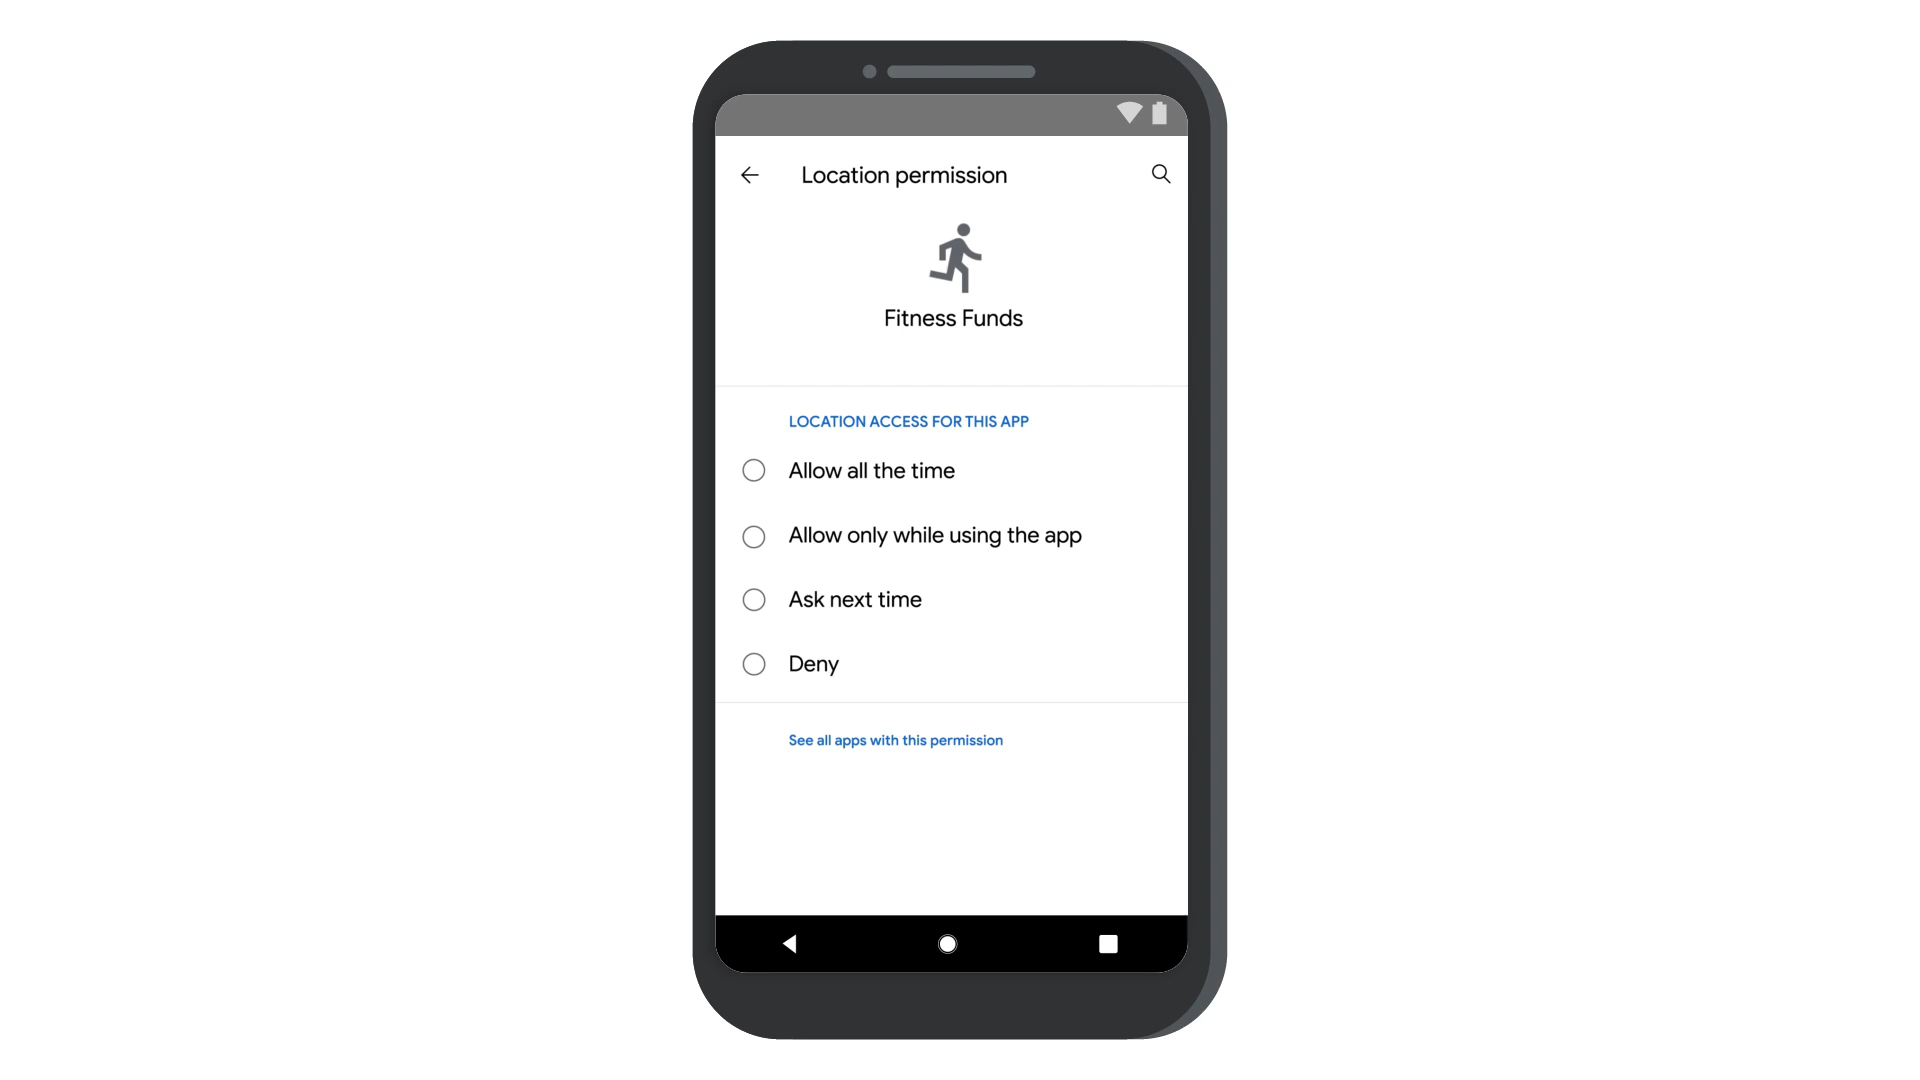 Location permission
Fitness Funds
LOCATION ACCESS FOR THIS APP
Allow all the time
Allow only while using the app
Ask next time
Deny
See all apps with this permission